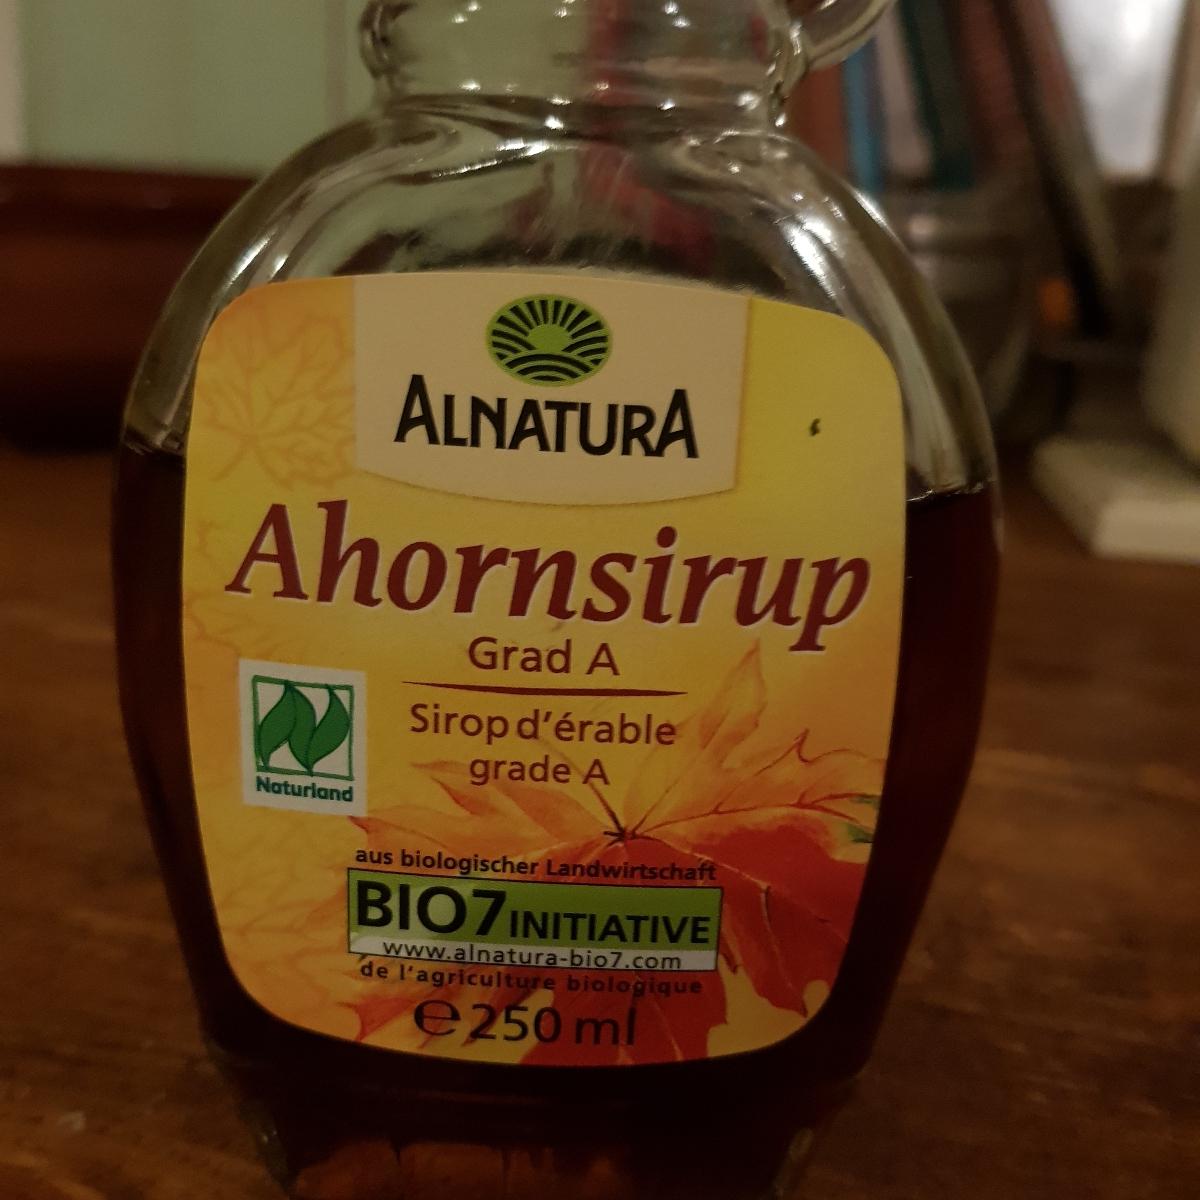 ALNATURA
Ahornsirup
Grad A
Sirop d'érable
grade A
Naturland
aus biologischer Landwirtschaft
BIO7 INITIATIVE
www.alnatura-bio7.com
de l'agriculture biologique
℮ 250 ml